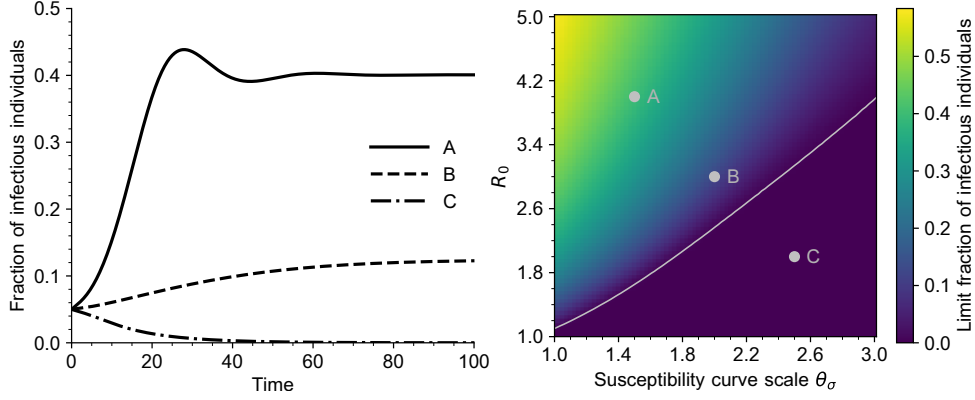 0.5
0.4
0.3
0.2
0.1
0.0
0
20
40
60
80
100
Fraction of infectious individuals
Time
A
B
C
5.0
4.2
3.4
2.6
1.8
1.0
1.0
1.4
1.8
2.2
2.6
3.0
R₀
Susceptibility curve scale θσ
A
B
C
0.5
0.4
0.3
0.2
0.1
0.0
Limit fraction of infectious individuals